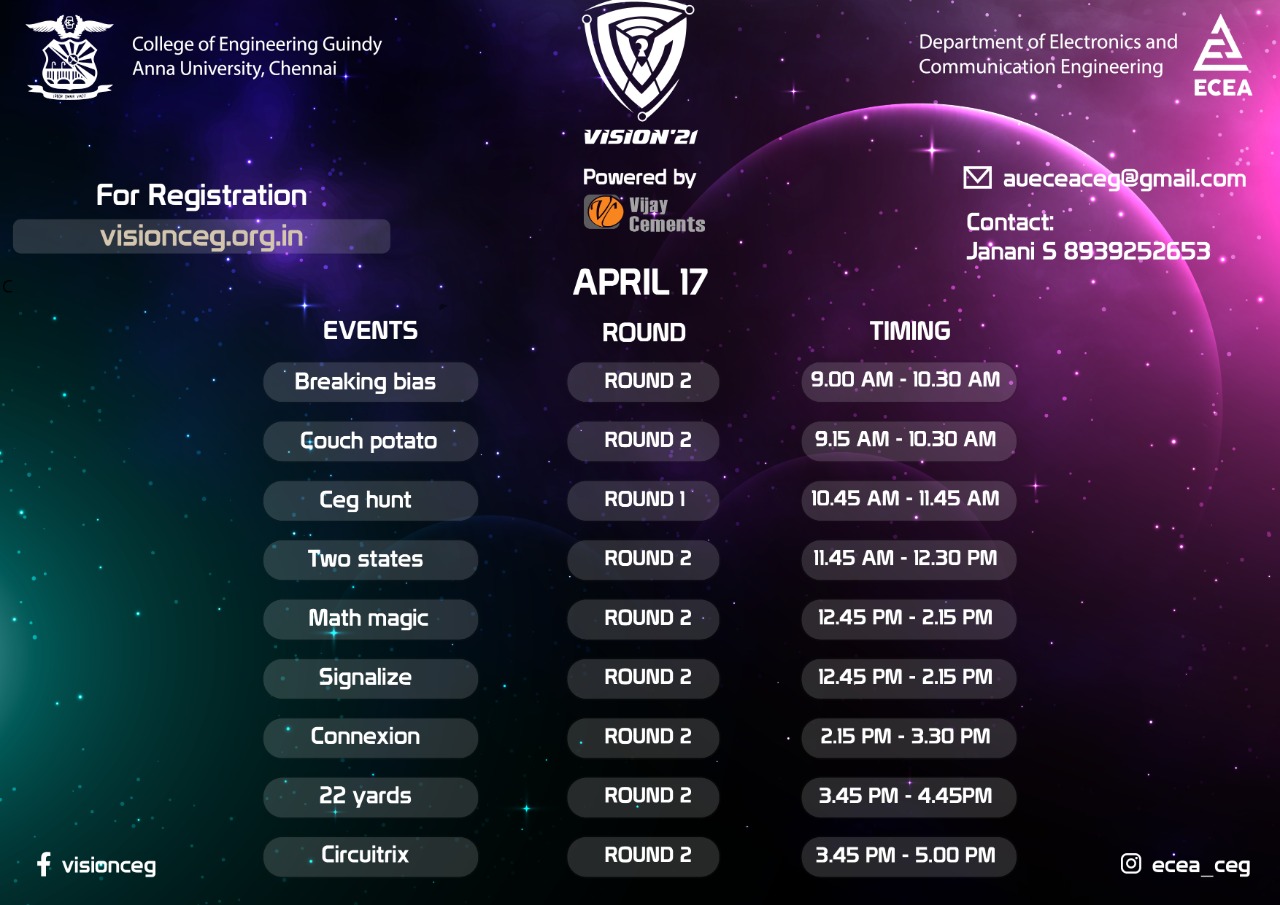 College of Engineering Guindy
Anna University, Chennai
VISION'21
Powered by
Vijay
Cements
Department of Electronics and
Communication Engineering
ECEA
For Registration
visionceg.org.in
aueceaceg@gmail.com
Contact:
Janani S 8939252653
APRIL 17
EVENTS ROUND TIMING
Breaking bias ROUND 2 9.00 AM - 10.30 AM
Couch potato ROUND 2 9.15 AM - 10.30 AM
Ceg hunt ROUND 1 10.45 AM - 11.45 AM
Two states ROUND 2 11.45 AM - 12.30 PM
Math magic ROUND 2 12.45 PM - 2.15 PM
Signalize ROUND 2 12.45 PM - 2.15 PM
Connexion ROUND 2 2.15 PM - 3.30 PM
22 yards ROUND 2 3.45 PM - 4.45PM
Circuitrix ROUND 2 3.45 PM - 5.00 PM
visionceg
ecea_ceg